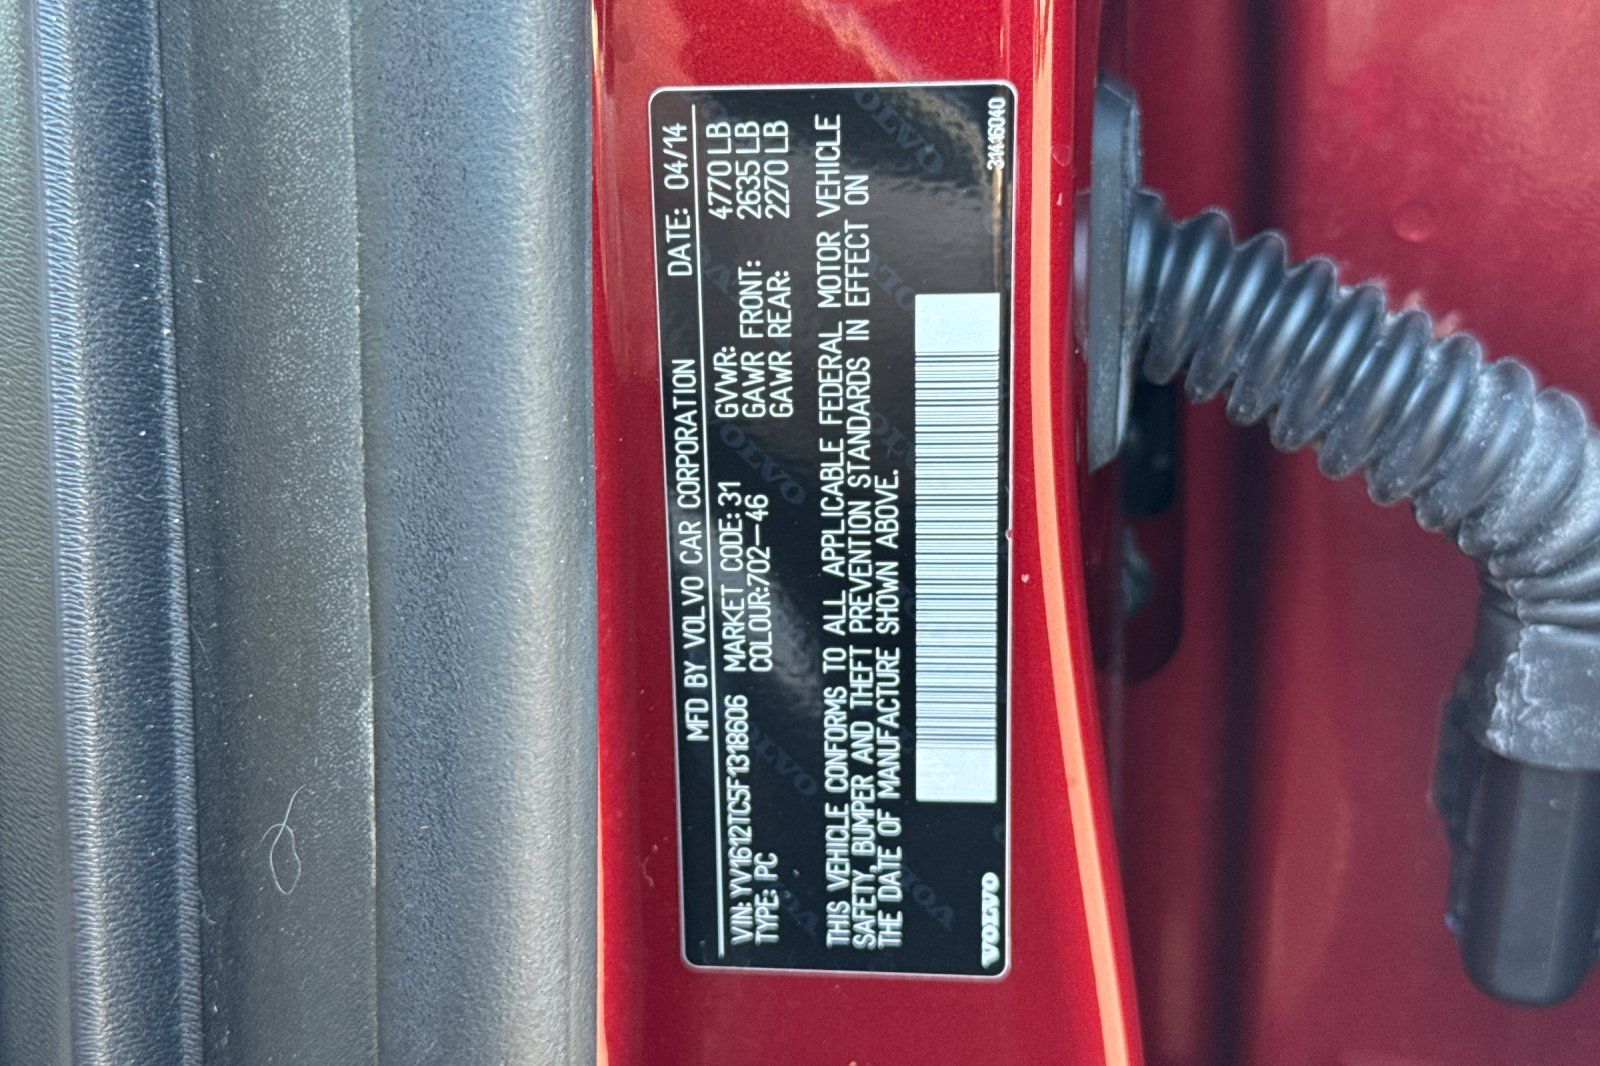 MFD BY VOLVO CAR CORPORATION DATE: 04/14
VIN: YV1612TC5F1318606 MARKET CODE: 31 GVWR: 4770 LB
TYPE: PC COLOUR:702-46 GAWR FRONT: 2635 LB
GAWR REAR: 2270 LB
THIS VEHICLE CONFORMS TO ALL APPLICABLE FEDERAL MOTOR VEHICLE
SAFETY, BUMPER AND THEFT PREVENTION STANDARDS IN EFFECT ON
THE DATE OF MANUFACTURE SHOWN ABOVE.
VOLVO 31416040